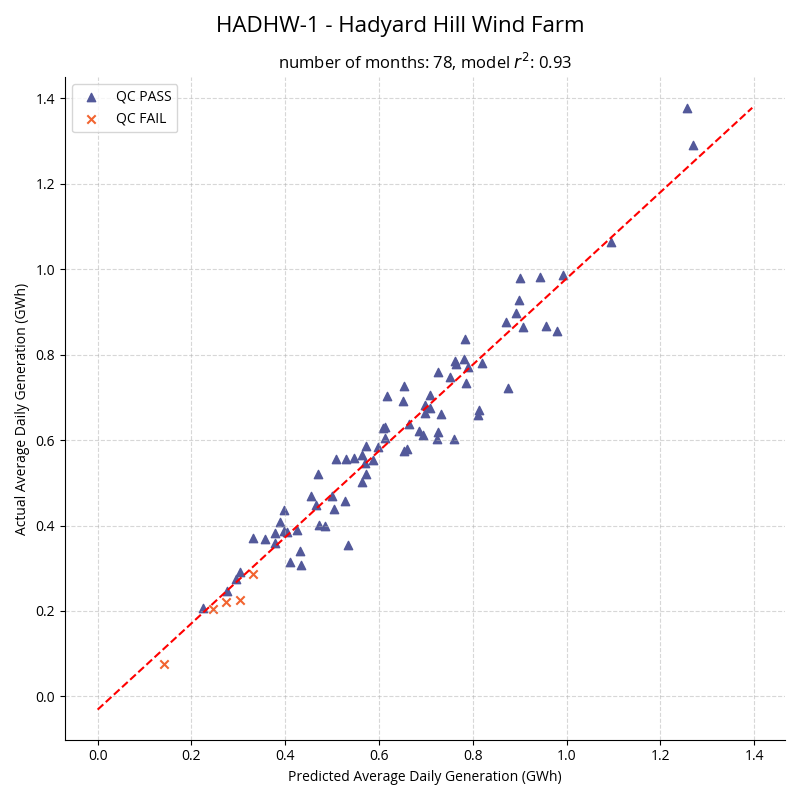 HADHW-1 - Hadyard Hill Wind Farm
number of months: 78, model r²: 0.93
QC PASS
QC FAIL
1.4
1.2
1.0
0.8
0.6
0.4
0.2
0.0
Actual Average Daily Generation (GWh)
0.0 0.2 0.4 0.6 0.8 1.0 1.2 1.4
Predicted Average Daily Generation (GWh)